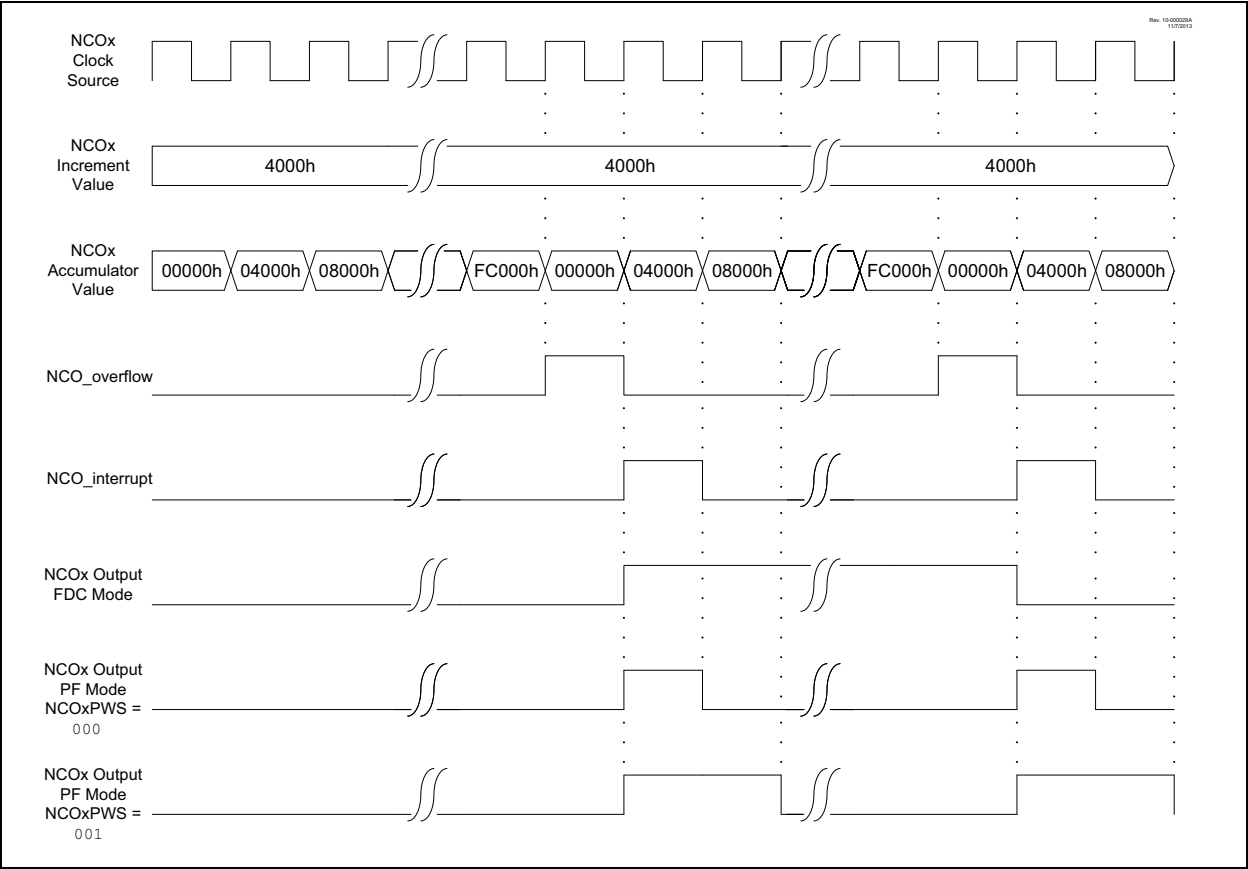 Rev. 10-000029A
11/7/2013
NCOx
Clock
Source
NCOx
Increment
Value
4000h
4000h
4000h
NCOx
Accumulator
Value
00000h 04000h 08000h FC000h 00000h 04000h 08000h FC000h 00000h 04000h 08000h
NCO_overflow
NCO_interrupt
NCOx Output
FDC Mode
NCOx Output
PF Mode
NCOxPWS =
000
NCOx Output
PF Mode
NCOxPWS =
001